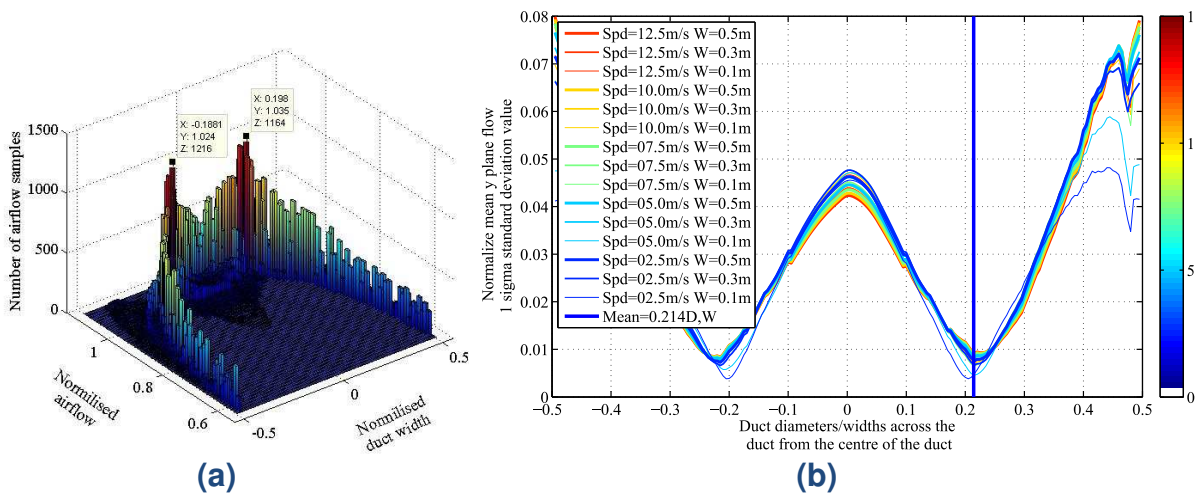 Number of airflow samples
1500
1000
500
0
X: -0.1881
Y: 1.024
Z: 1216
X: 0.198
Y: 1.035
Z: 1164
1
0.8
0.6
Normilised
airflow
-0.5
0
0.5
Normilised
duct width
(a)
Normalize mean y plane flow
1 sigma standard deviation value
0.08
0.07
0.06
0.05
0.04
0.03
0.02
0.01
0
Spd=12.5m/s W=0.5m
Spd=12.5m/s W=0.3m
Spd=12.5m/s W=0.1m
Spd=10.0m/s W=0.5m
Spd=10.0m/s W=0.3m
Spd=10.0m/s W=0.1m
Spd=07.5m/s W=0.5m
Spd=07.5m/s W=0.3m
Spd=07.5m/s W=0.1m
Spd=05.0m/s W=0.5m
Spd=05.0m/s W=0.3m
Spd=05.0m/s W=0.1m
Spd=02.5m/s W=0.5m
Spd=02.5m/s W=0.3m
Spd=02.5m/s W=0.1m
Mean=0.214D,W
−0.5 −0.4 −0.3 −0.2 −0.1 0 0.1 0.2 0.3 0.4 0.5
Duct diameters/widths across the
duct from the centre of the duct
(b)
1
1
5
0